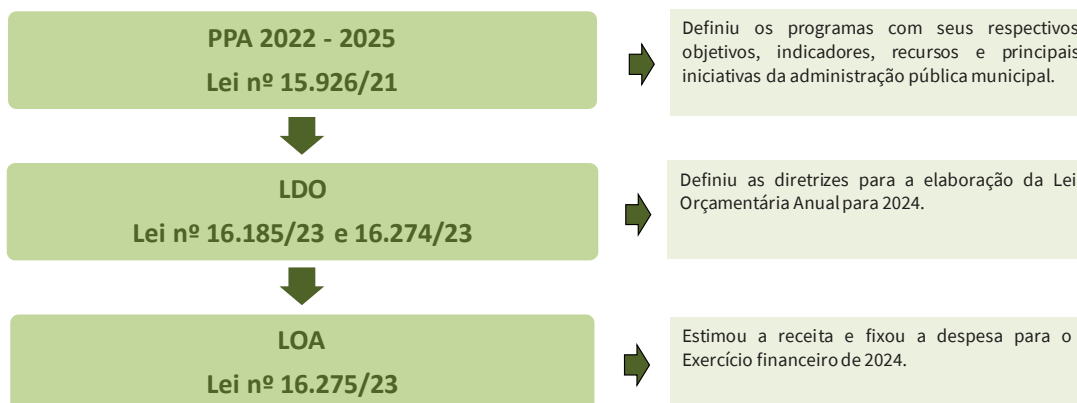 PPA 2022 - 2025
Lei nº 15.926/21
Definiu os programas com seus respectivos
objetivos, indicadores, recursos e principais
iniciativas da administração pública municipal.
LDO
Lei nº 16.185/23 e 16.274/23
Definiu as diretrizes para a elaboração da Lei
Orçamentária Anual para 2024.
LOA
Lei nº 16.275/23
Estimou a receita e fixou a despesa para o
Exercício financeiro de 2024.